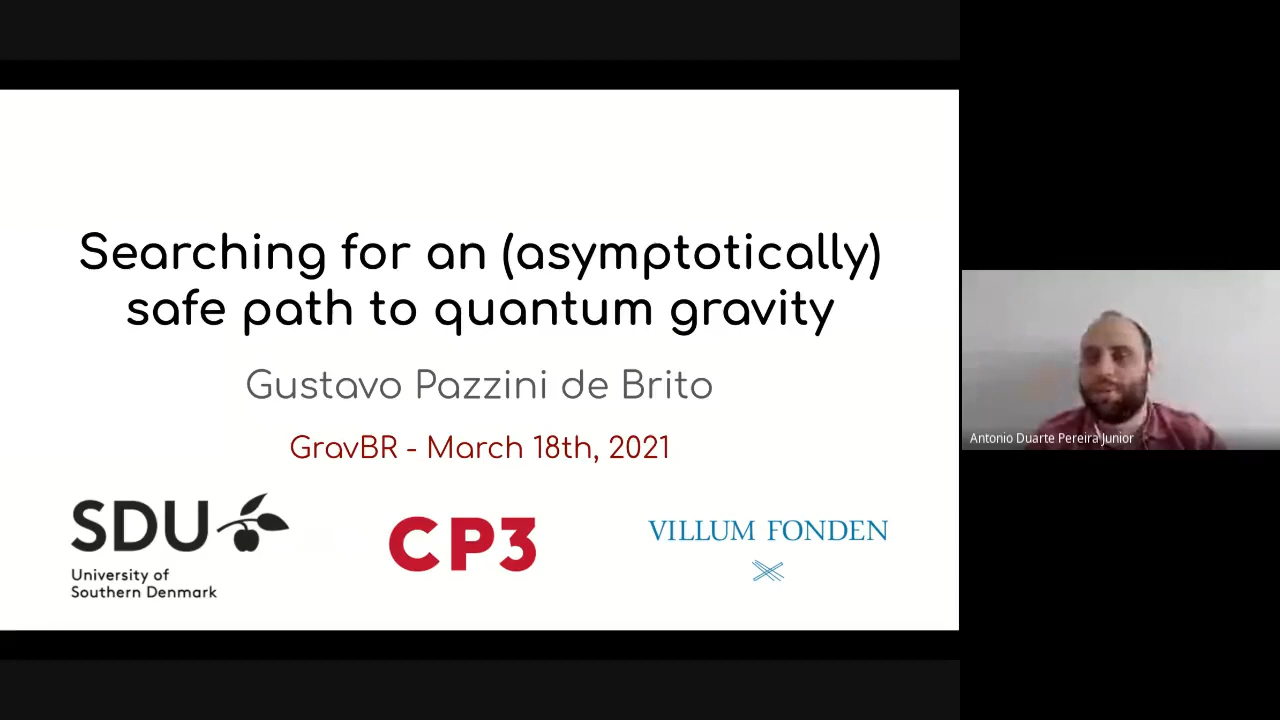 Searching for an (asymptotically)
safe path to quantum gravity
Gustavo Pazzini de Brito
GravBR - March 18th, 2021
SDU
University of
Southern Denmark
CP3
VILLUM FONDEN
Antonio Duarte Pereira Junior